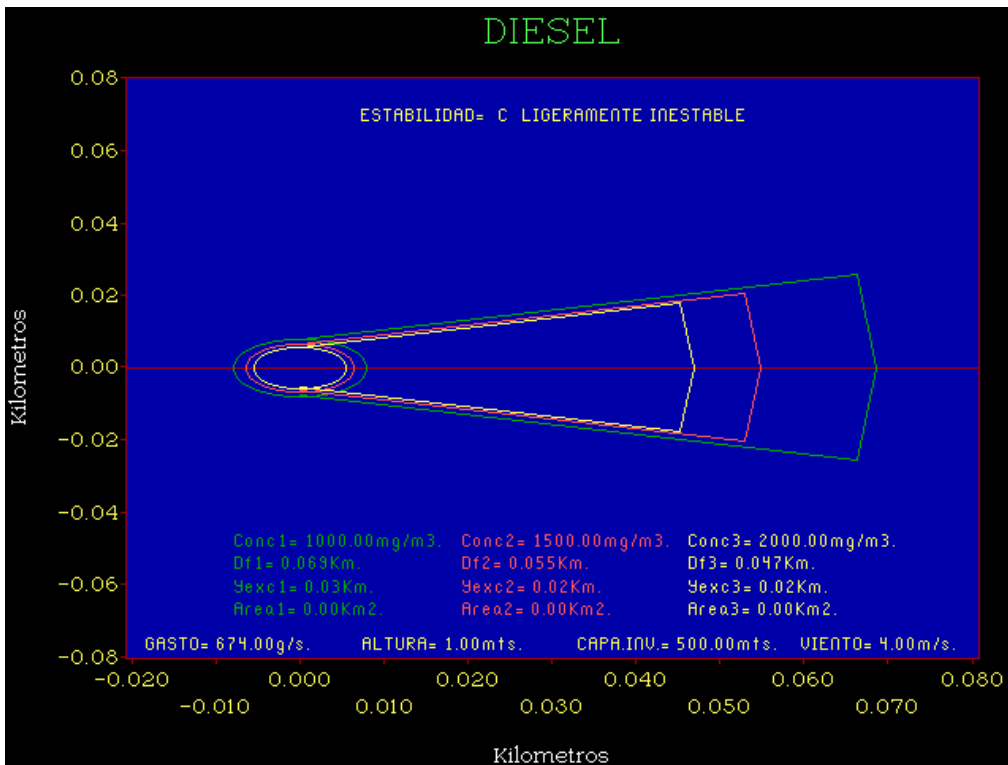 DIESEL
0.08
ESTABILIDAD= C LIGERAMENTE INESTABLE
0.06
0.04
0.02
0.00
-0.02
-0.04
-0.06
-0.08
Kilometros
Conc1= 1000.00mg/m3. Conc2= 1500.00mg/m3. Conc3= 2000.00mg/m3.
Df1= 0.069Km. Df2= 0.055Km. Df3= 0.047Km.
Yexc1= 0.03Km. Yexc2= 0.02Km. Yexc3= 0.02Km.
Area1= 0.00Km2. Area2= 0.00Km2. Area3= 0.00Km2.
GASTO= 674.00g/s. ALTURA= 1.00mts. CAPA.INV.= 500.00mts. VIENTO= 4.00m/s.
-0.020 0.000 0.020 0.040 0.060 0.080
-0.010 0.010 0.030 0.050 0.070
Kilometros